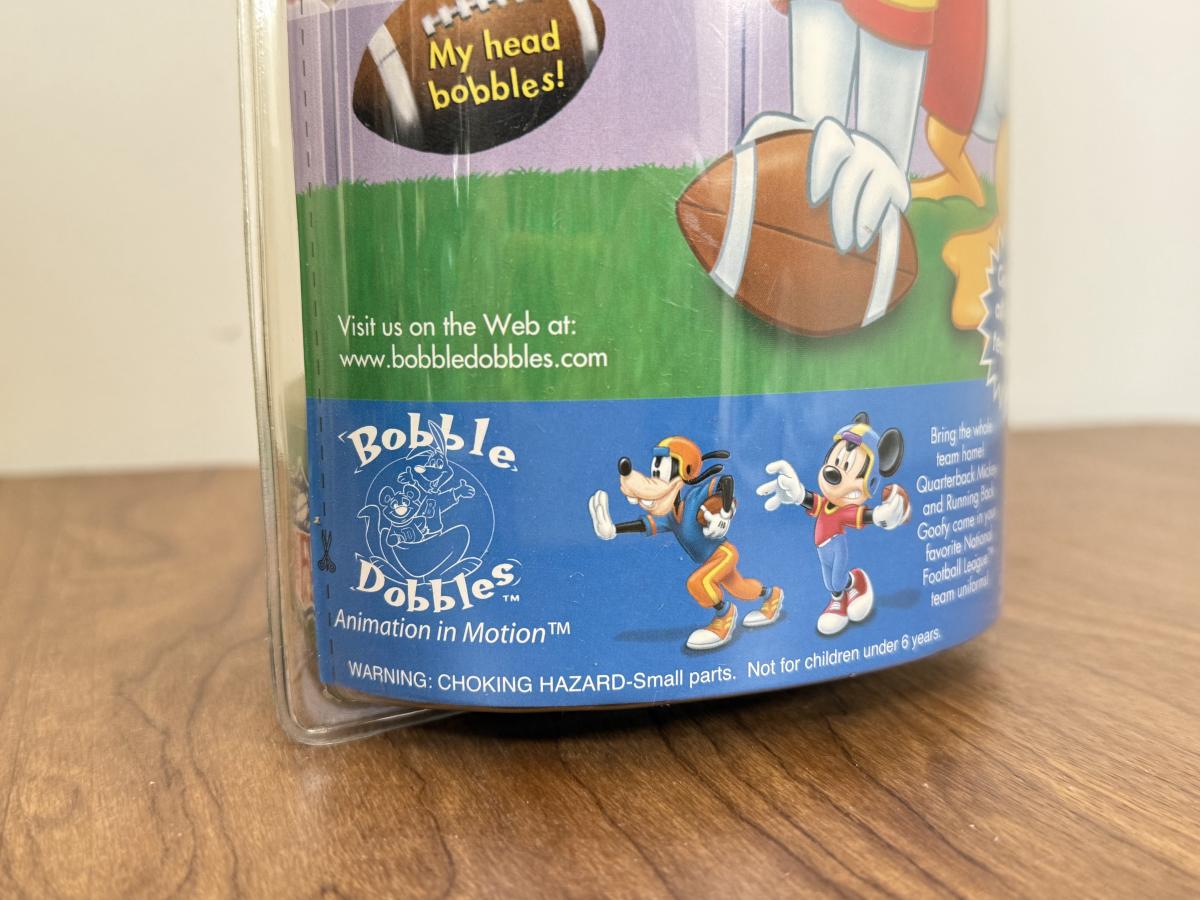 My head
bobbles!
Visit us on the Web at:
www.bobbledobbles.com
Bobble
Dobbles™
Animation in Motion™
Bring the whole
team home!
Quarterback Mickey
and Running Back
Goofy come in your
favorite National
Football League™
team uniforms!
WARNING: CHOKING HAZARD-Small parts. Not for children under 6 years.